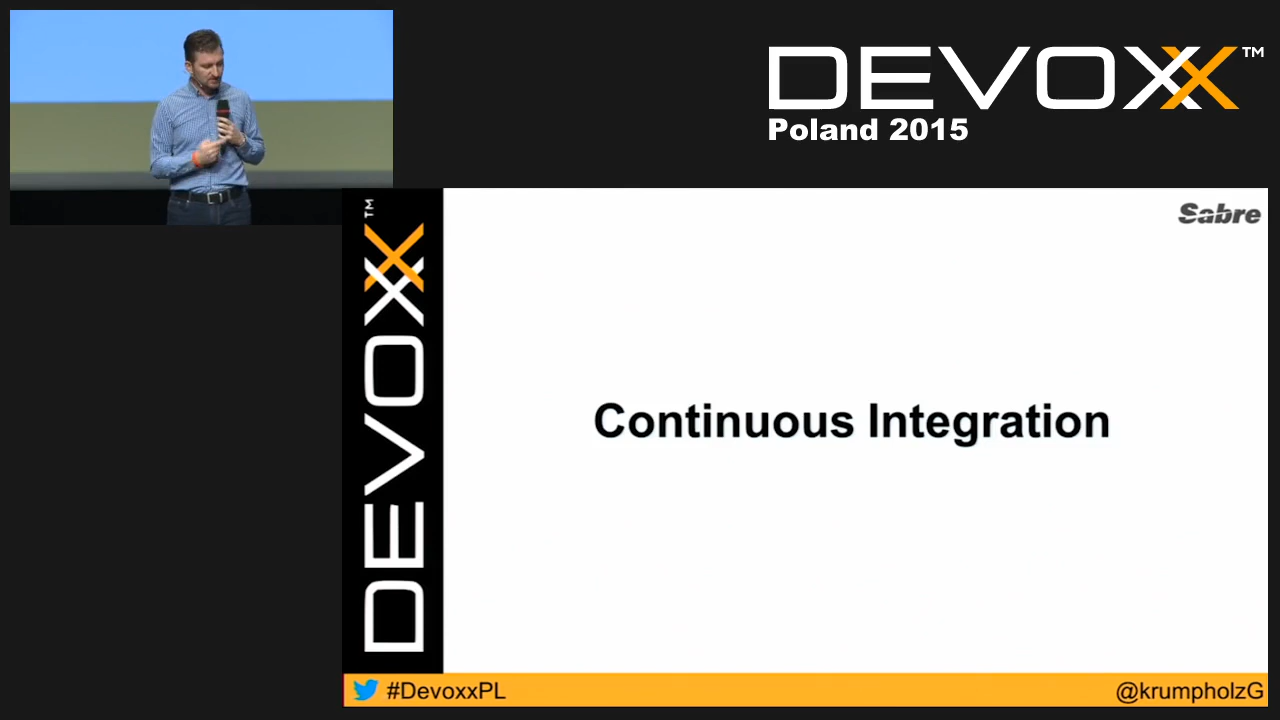 DEVOXX™
Poland 2015
Sabre
DEVOXX™
Continuous Integration
#DevoxxPL
@krumpholzG